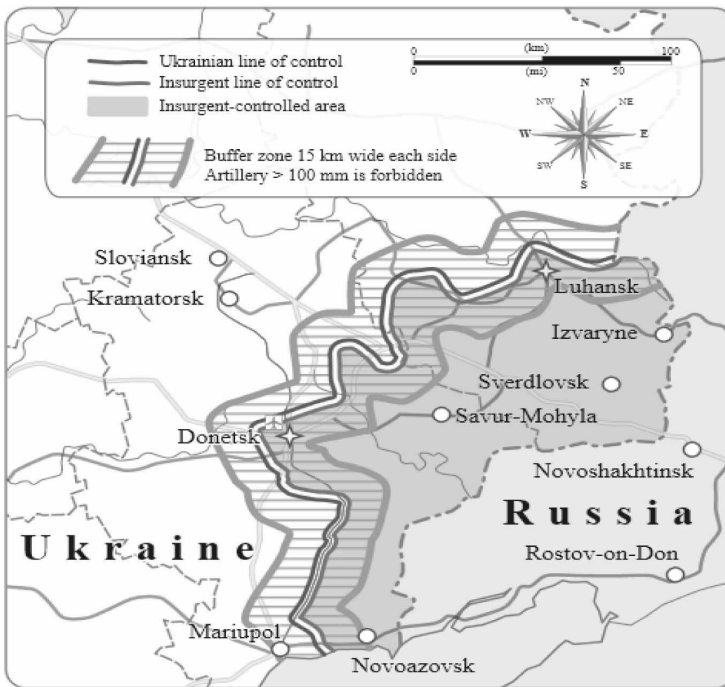 Ukrainian line of control
Insurgent line of control
Insurgent-controlled area
Buffer zone 15 km wide each side
Artillery > 100 mm is forbidden
0 (km) 100
0 (mi) 50
N
NW NE
W E
SW SE
S
Sloviansk
Kramatorsk
Luhansk
Izvaryne
Sverdlovsk
Savur-Mohyla
Donetsk
Novoshakhtinsk
Russia
Ukraine
Rostov-on-Don
Mariupol
Novoazovsk